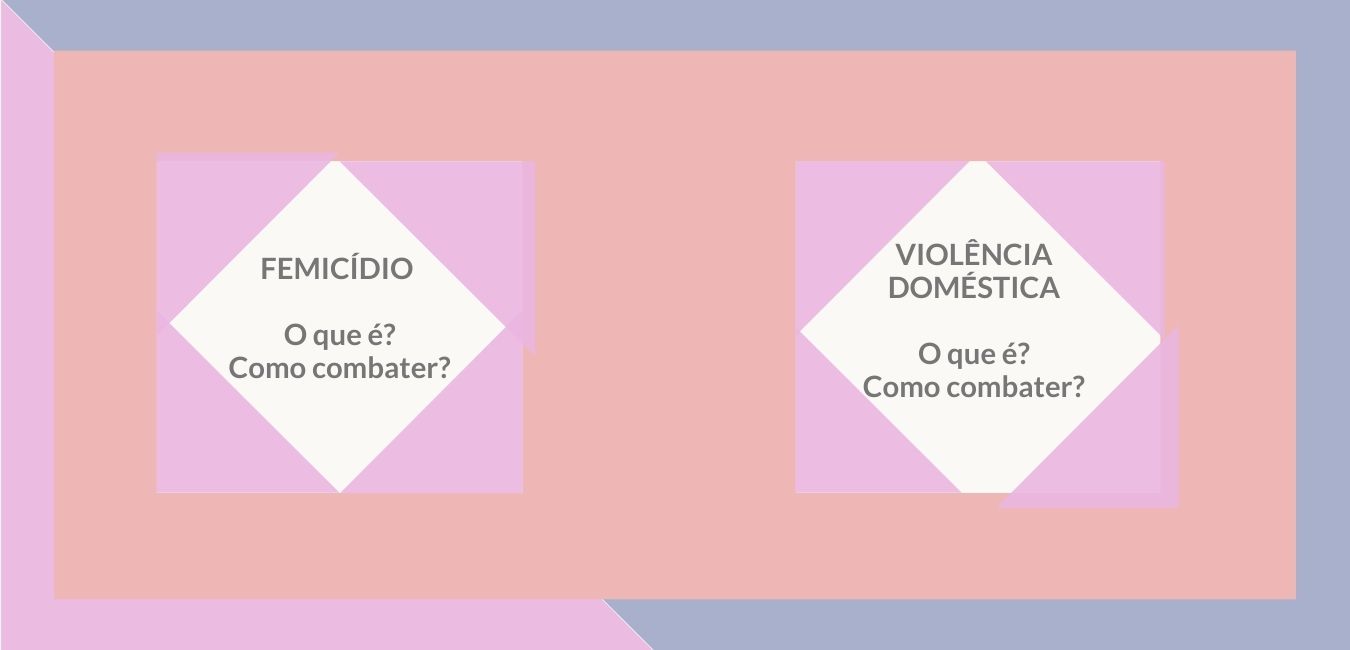 FEMICÍDIO
O que é?
Como combater?
VIOLÊNCIA
DOMÉSTICA
O que é?
Como combater?